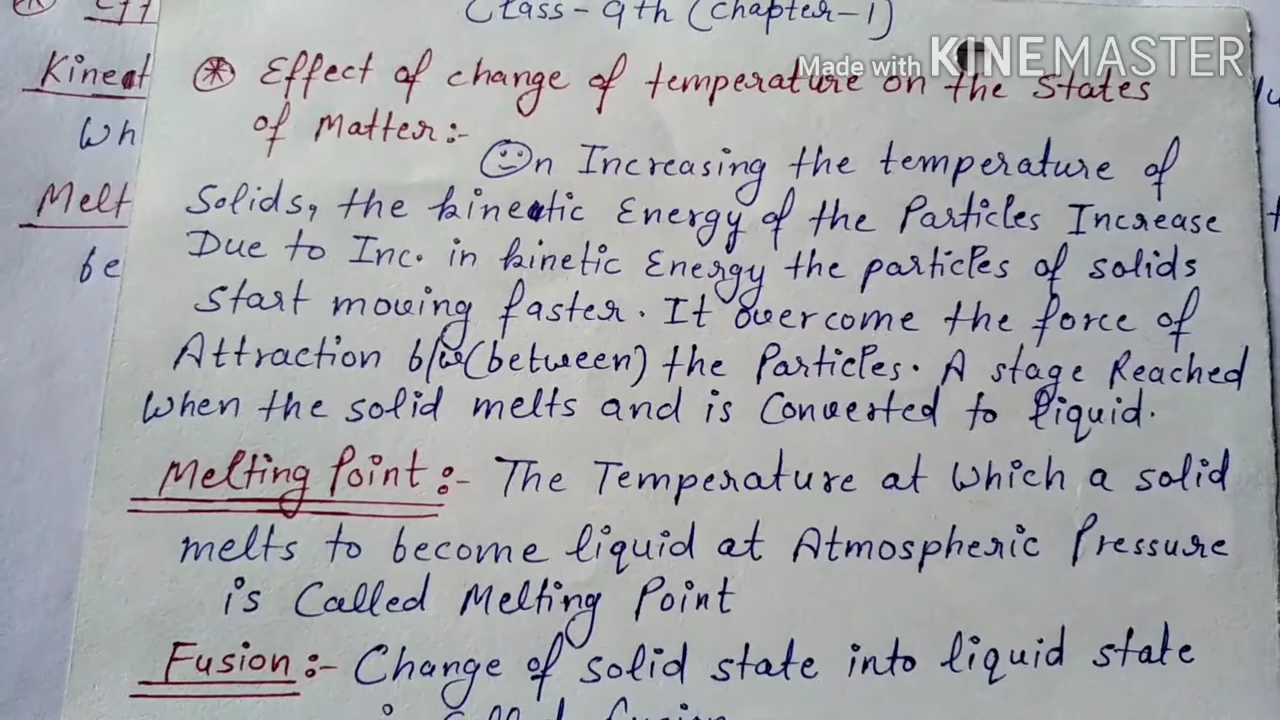 Class-9th (Chapter-1)
Made with KINEMASTER
Kineat
Wh
Melt
be
Effect of change of temperature on the states
of Matter:-
On Increasing the temperature of
Solids, the kinetic Energy of the Particles Increase
Due to Inc. in kinetic Energy the particles of solids
start moving faster. It overcome the force of
Attraction b/w (between) the Particles. A stage Reached
when the solid melts and is Converted to liquid.
Melting Point:- The Temperature at which a solid
melts to become liquid at Atmospheric Pressure
is Called Melting Point
Fusion:- Change of solid state into liquid state